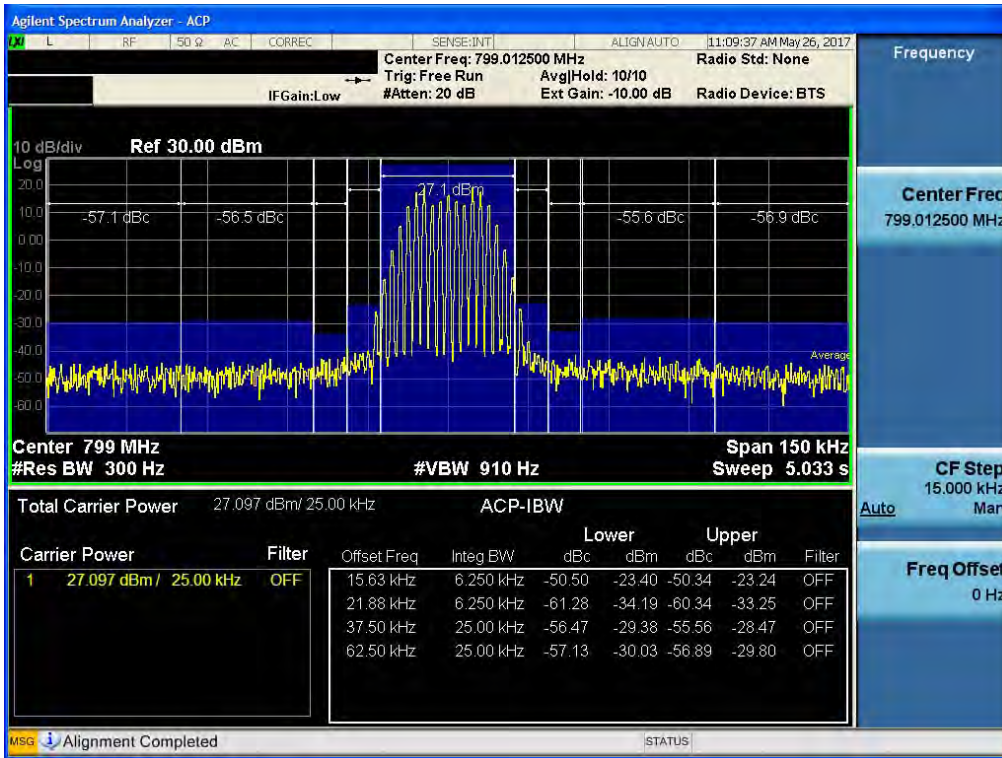 Agilent Spectrum Analyzer - ACP
LXI L RF 50 Ω AC CORREC SENSE:INT ALIGN AUTO 11:09:37 AM May 26, 2017
Center Freq: 799.012500 MHz Radio Std: None
Trig: Free Run Avg|Hold: 10/10
IFGain:Low #Atten: 20 dB Ext Gain: -10.00 dB Radio Device: BTS
10 dB/div Ref 30.00 dBm
Log
20.0
10.0
0.00
-10.0
-20.0
-30.0
-40.0
-50.0
-60.0
27.1 dBm
-57.1 dBc -56.5 dBc -55.6 dBc -56.9 dBc
Average
Center 799 MHz Span 150 kHz
#Res BW 300 Hz #VBW 910 Hz Sweep 5.033 s
Total Carrier Power 27.097 dBm/ 25.00 kHz ACP-IBW
Lower Upper
Carrier Power Filter Offset Freq Integ BW dBc dBm dBc dBm Filter
1 27.097 dBm / 25.00 kHz OFF 15.63 kHz 6.250 kHz -50.50 -23.40 -50.34 -23.24 OFF
21.88 kHz 6.250 kHz -61.28 -34.19 -60.34 -33.25 OFF
37.50 kHz 25.00 kHz -56.47 -29.38 -55.56 -28.47 OFF
62.50 kHz 25.00 kHz -57.13 -30.03 -56.89 -29.80 OFF
MSG Alignment Completed STATUS
Frequency
Center Freq
799.012500 MHz
CF Step
15.000 kHz
Auto Man
Freq Offset
0 Hz